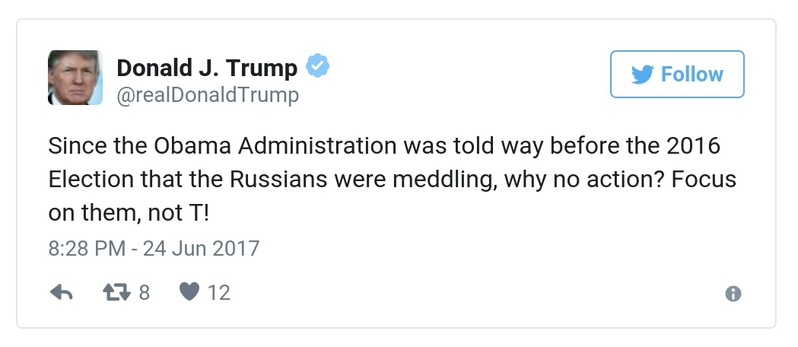 Donald J. Trump
Follow
@realDonaldTrump
Since the Obama Administration was told way before the 2016
Election that the Russians were meddling, why no action? Focus
on them, not T!
8:28 PM - 24 Jun 2017
8 12